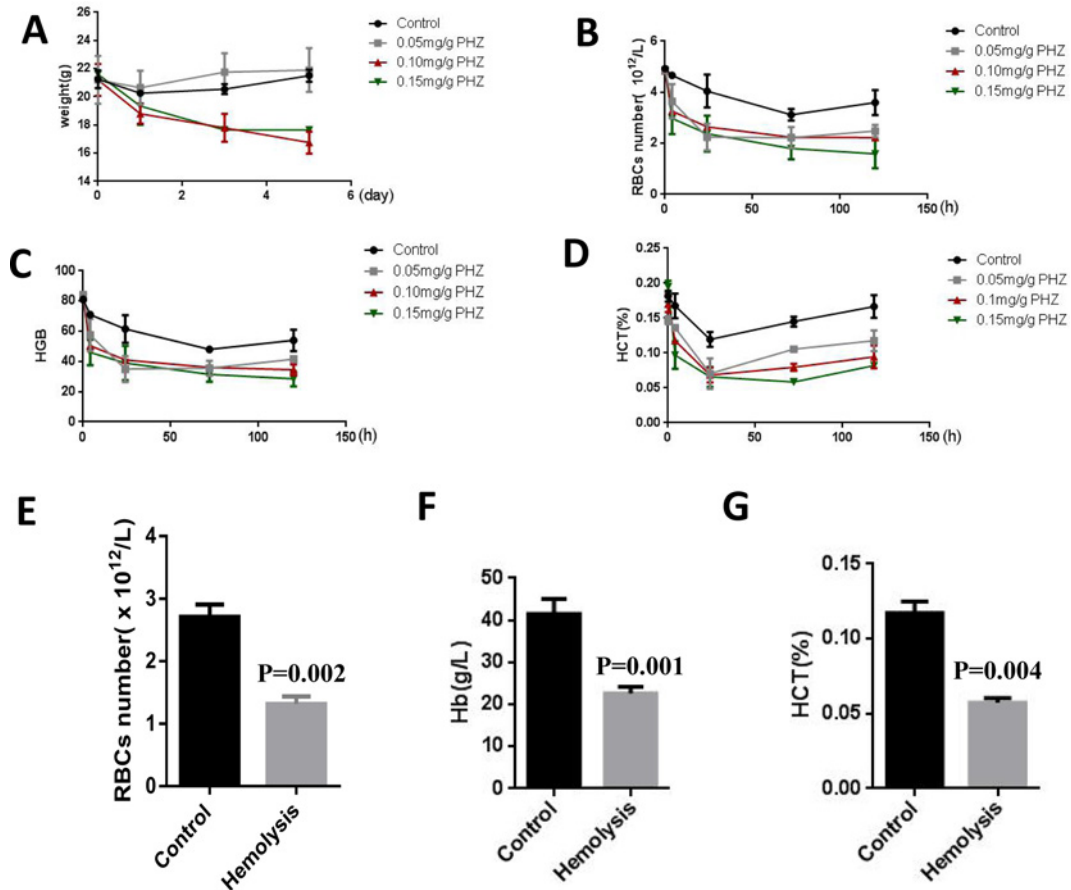 A
weight(g)
26
24
22
20
18
16
14
0
2
4
6
(day)
Control
0.05mg/g PHZ
0.10mg/g PHZ
0.15mg/g PHZ
B
RBCs number( 10^12/L)
6
4
2
0
0
50
100
150
(h)
Control
0.05mg/g PHZ
0.10mg/g PHZ
0.15mg/g PHZ
C
HGB
100
80
60
40
20
0
0
50
100
150
(h)
Control
0.05mg/g PHZ
0.10mg/g PHZ
0.15mg/g PHZ
D
HCT(%)
0.25
0.20
0.15
0.10
0.05
0.00
0
50
100
150
(h)
Control
0.05mg/g PHZ
0.1mg/g PHZ
0.15mg/g PHZ
E
RBCs number( x 10^12/L)
4
3
2
1
0
P=0.002
Control
Hemolysis
F
Hb(g/L)
50
40
30
20
10
0
P=0.001
Control
Hemolysis
G
HCT(%)
0.15
0.10
0.05
0.00
P=0.004
Control
Hemolysis